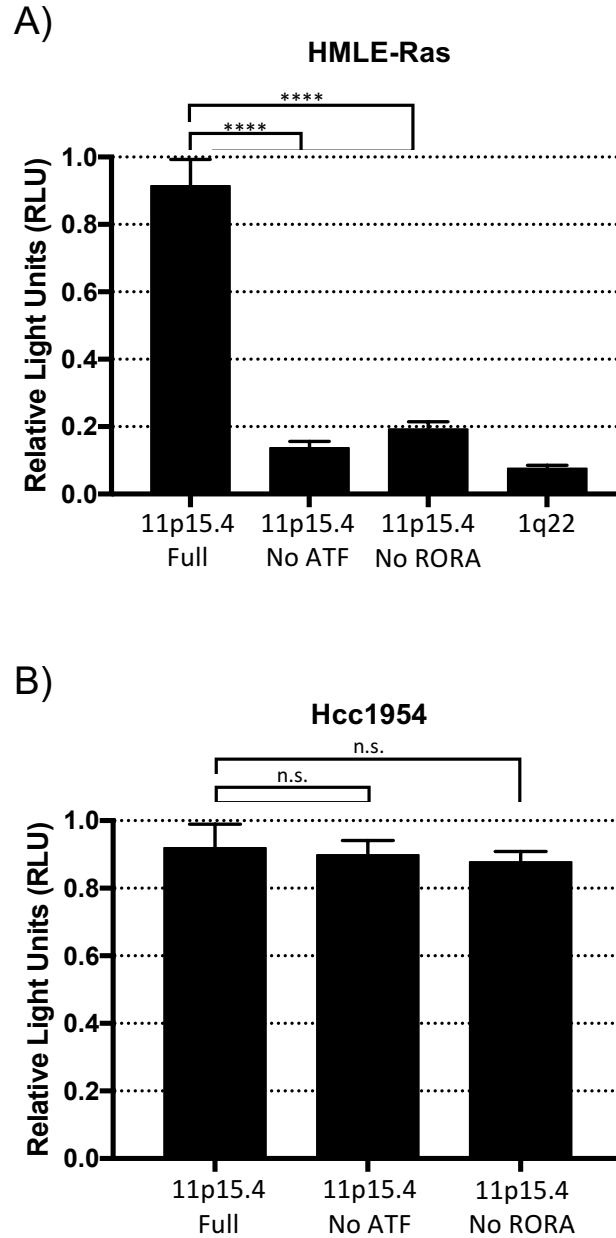 A)
HMLE-Ras
****
****
Relative Light Units (RLU)
1.0
0.8
0.6
0.4
0.2
0.0
11p15.4 Full
11p15.4 No ATF
11p15.4 No RORA
1q22
B)
Hcc1954
n.s.
n.s.
Relative Light Units (RLU)
1.0
0.8
0.6
0.4
0.2
0.0
11p15.4 Full
11p15.4 No ATF
11p15.4 No RORA